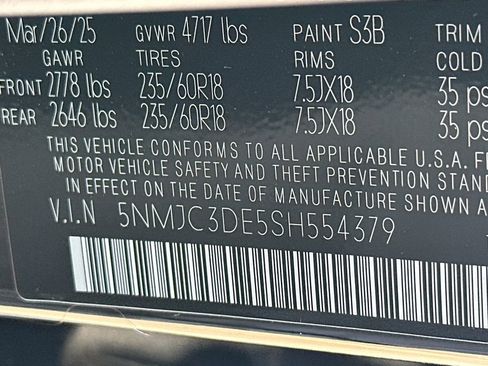 Mar/26/25 GVWR 4717 lbs PAINT S3B TRIM
GAWR TIRES RIMS COLD
FRONT 2778 lbs 235/60R18 7.5JX18 35 ps
REAR 2646 lbs 235/60R18 7.5JX18 35 ps
THIS VEHICLE CONFORMS TO ALL APPLICABLE U.S.A. FE
MOTOR VEHICLE SAFETY AND THEFT PREVENTION STAND
IN EFFECT ON THE DATE OF MANUFACTURE SHOWN A
V.I.N 5NMJC3DE5SH554379